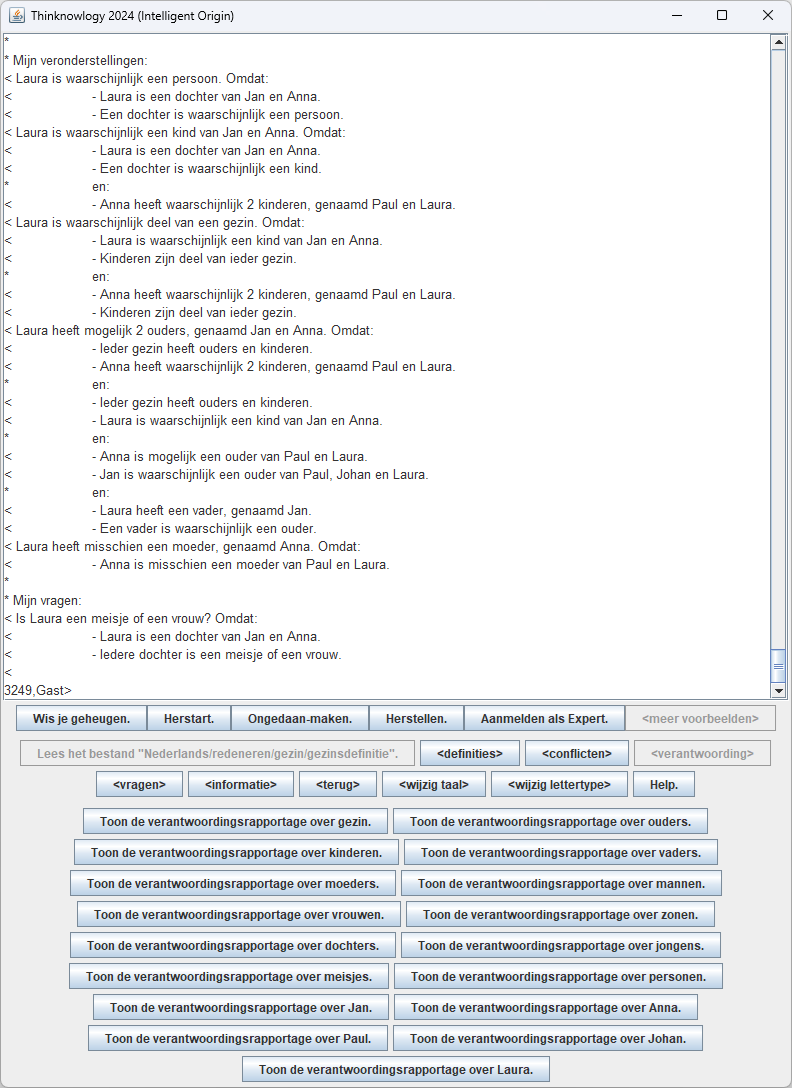 Thinknowlogy 2024 (Intelligent Origin)
*
* Mijn veronderstellingen:
< Laura is waarschijnlijk een persoon. Omdat:
< - Laura is een dochter van Jan en Anna.
< - Een dochter is waarschijnlijk een persoon.
< Laura is waarschijnlijk een kind van Jan en Anna. Omdat:
< - Laura is een dochter van Jan en Anna.
< - Een dochter is waarschijnlijk een kind.
* en:
< - Anna heeft waarschijnlijk 2 kinderen, genaamd Paul en Laura.
< Laura is waarschijnlijk deel van een gezin. Omdat:
< - Laura is waarschijnlijk een kind van Jan en Anna.
< - Kinderen zijn deel van ieder gezin.
* en:
< - Anna heeft waarschijnlijk 2 kinderen, genaamd Paul en Laura.
< - Kinderen zijn deel van ieder gezin.
< Laura heeft mogelijk 2 ouders, genaamd Jan en Anna. Omdat:
< - Ieder gezin heeft ouders en kinderen.
< - Anna heeft waarschijnlijk 2 kinderen, genaamd Paul en Laura.
* en:
< - Ieder gezin heeft ouders en kinderen.
< - Laura is waarschijnlijk een kind van Jan en Anna.
* en:
< - Anna is mogelijk een ouder van Paul en Laura.
< - Jan is waarschijnlijk een ouder van Paul, Johan en Laura.
* en:
< - Laura heeft een vader, genaamd Jan.
< - Een vader is waarschijnlijk een ouder.
< Laura heeft misschien een moeder, genaamd Anna. Omdat:
< - Anna is misschien een moeder van Paul en Laura.
*
* Mijn vragen:
< Is Laura een meisje of een vrouw? Omdat:
< - Laura is een dochter van Jan en Anna.
< - Iedere dochter is een meisje of een vrouw.
<
3249,Gast>
Wis je geheugen. Herstart. Ongedaan-maken. Herstellen. Aanmelden als Expert. <meer voorbeelden>
Lees het bestand "Nederlands/redeneren/gezin/gezinsdefinitie". <definities> <conflicten> <verantwoording>
<vragen> <informatie> <terug> <wijzig taal> <wijzig lettertype> Help.
Toon de verantwoordingsrapportage over gezin. Toon de verantwoordingsrapportage over ouders.
Toon de verantwoordingsrapportage over kinderen. Toon de verantwoordingsrapportage over vaders.
Toon de verantwoordingsrapportage over moeders. Toon de verantwoordingsrapportage over mannen.
Toon de verantwoordingsrapportage over vrouwen. Toon de verantwoordingsrapportage over zonen.
Toon de verantwoordingsrapportage over dochters. Toon de verantwoordingsrapportage over jongens.
Toon de verantwoordingsrapportage over meisjes. Toon de verantwoordingsrapportage over personen.
Toon de verantwoordingsrapportage over Jan. Toon de verantwoordingsrapportage over Anna.
Toon de verantwoordingsrapportage over Paul. Toon de verantwoordingsrapportage over Johan.
Toon de verantwoordingsrapportage over Laura.